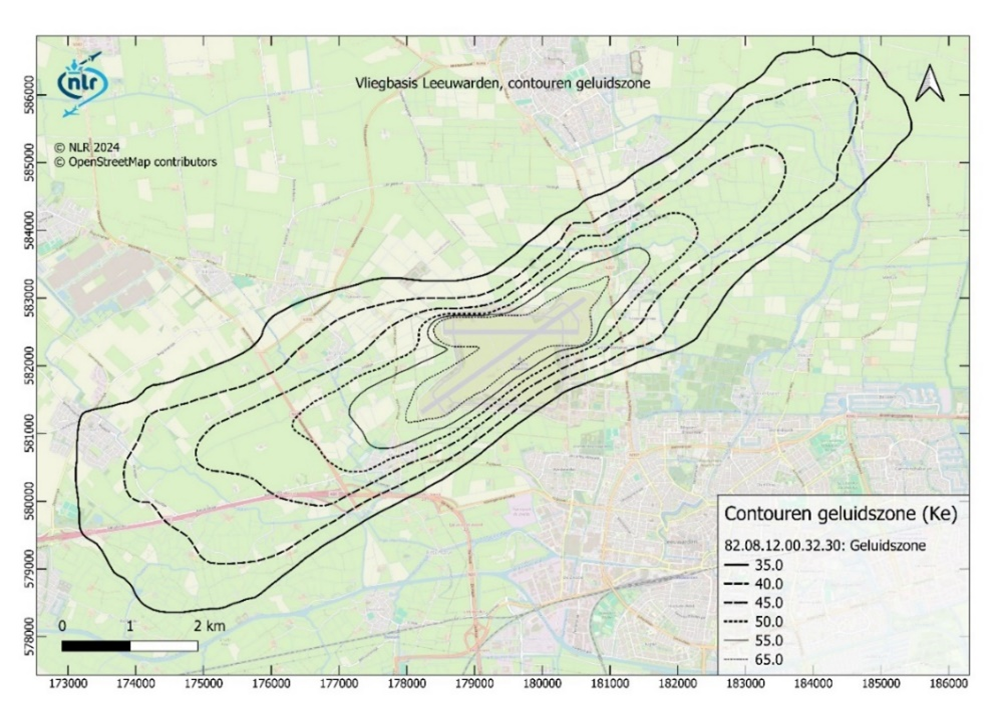 nlr
Vliegbasis Leeuwarden, contouren geluidszone
© NLR 2024
© OpenStreetMap contributors
586000
585000
584000
583000
582000
581000
580000
579000
578000
Contouren geluidszone (Ke)
82.08.12.00.32.30: Geluidszone
35.0
40.0
45.0
50.0
55.0
65.0
0 1 2 km
173000 174000 175000 176000 177000 178000 179000 180000 181000 182000 183000 184000 185000 186000